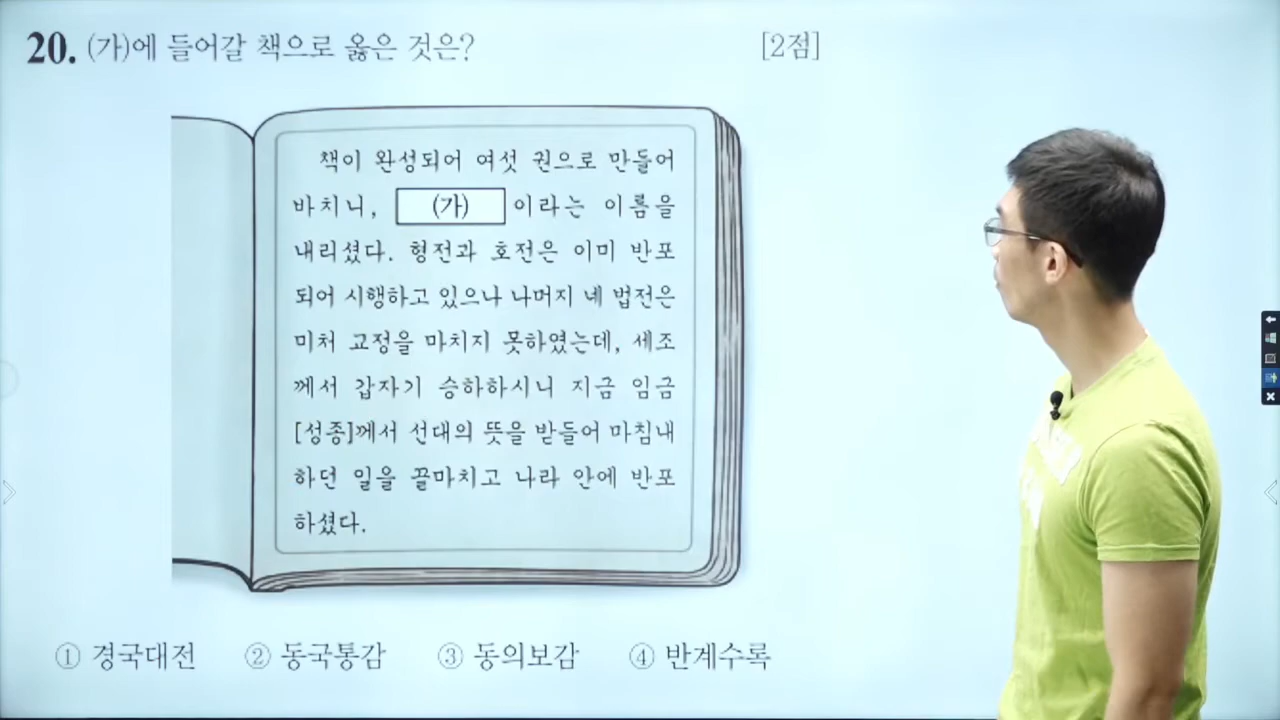 20. (가)에 들어갈 책으로 옳은 것은? [2점]
책이 완성되어 여섯 권으로 만들어
바치니, (가) 이라는 이름을
내리셨다. 형전과 호전은 이미 반포
되어 시행하고 있으나 나머지 네 법전은
미처 교정을 마치지 못하였는데, 세조
께서 갑자기 승하하시니 지금 임금
[성종]께서 선대의 뜻을 받들어 마침내
하던 일을 끝마치고 나라 안에 반포
하셨다.
① 경국대전 ② 동국통감 ③ 동의보감 ④ 반계수록